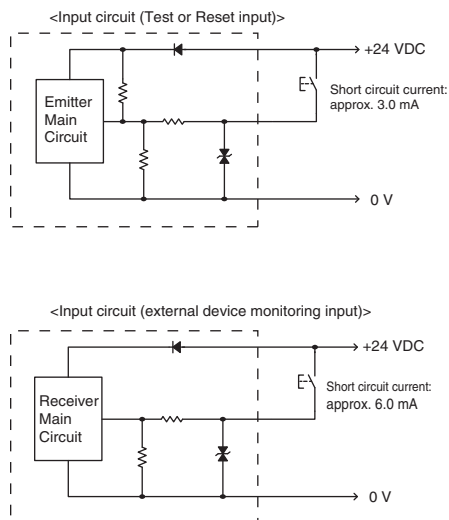 <Input circuit (Test or Reset input)>
+24 VDC
Emitter
Main
Circuit
Short circuit current:
approx. 3.0 mA
0 V
<Input circuit (external device monitoring input)>
+24 VDC
Receiver
Main
Circuit
Short circuit current:
approx. 6.0 mA
0 V